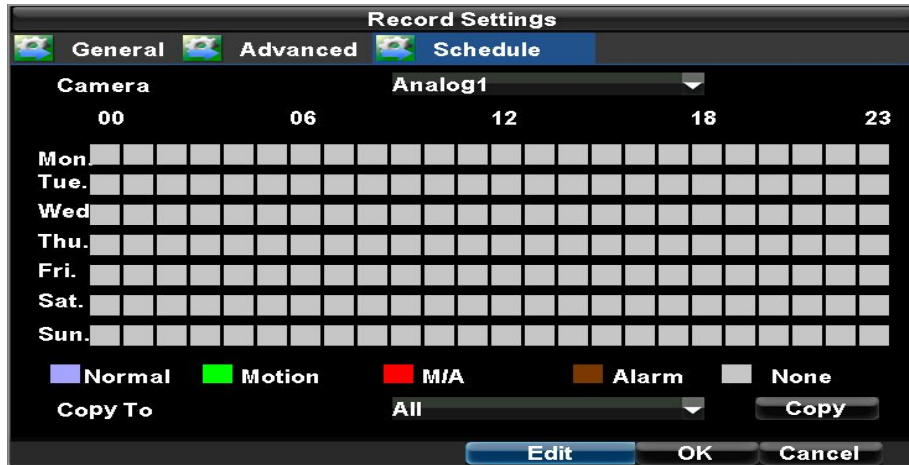 Record Settings
General Advanced Schedule
Camera Analog1
00 06 12 18 23
Mon.
Tue.
Wed
Thu.
Fri.
Sat.
Sun.
Normal Motion M/A Alarm None
Copy To All Copy
Edit OK Cancel